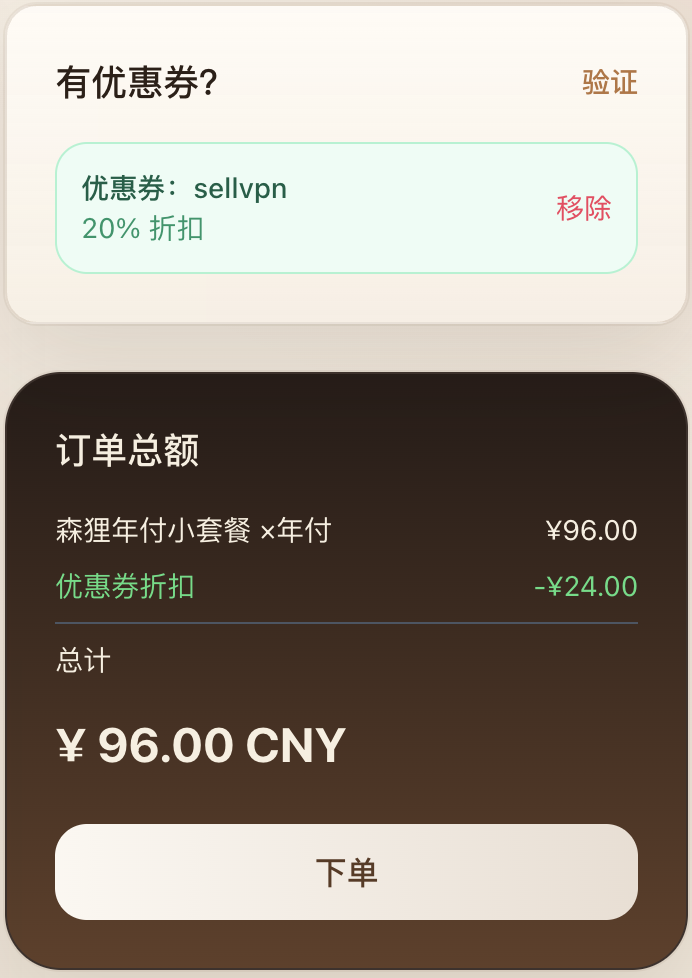 有优惠券?
验证
优惠券：sellvpn
20% 折扣
移除
订单总额
森狸年付小套餐 ×年付
¥96.00
优惠券折扣
-¥24.00
总计
¥ 96.00 CNY
下单